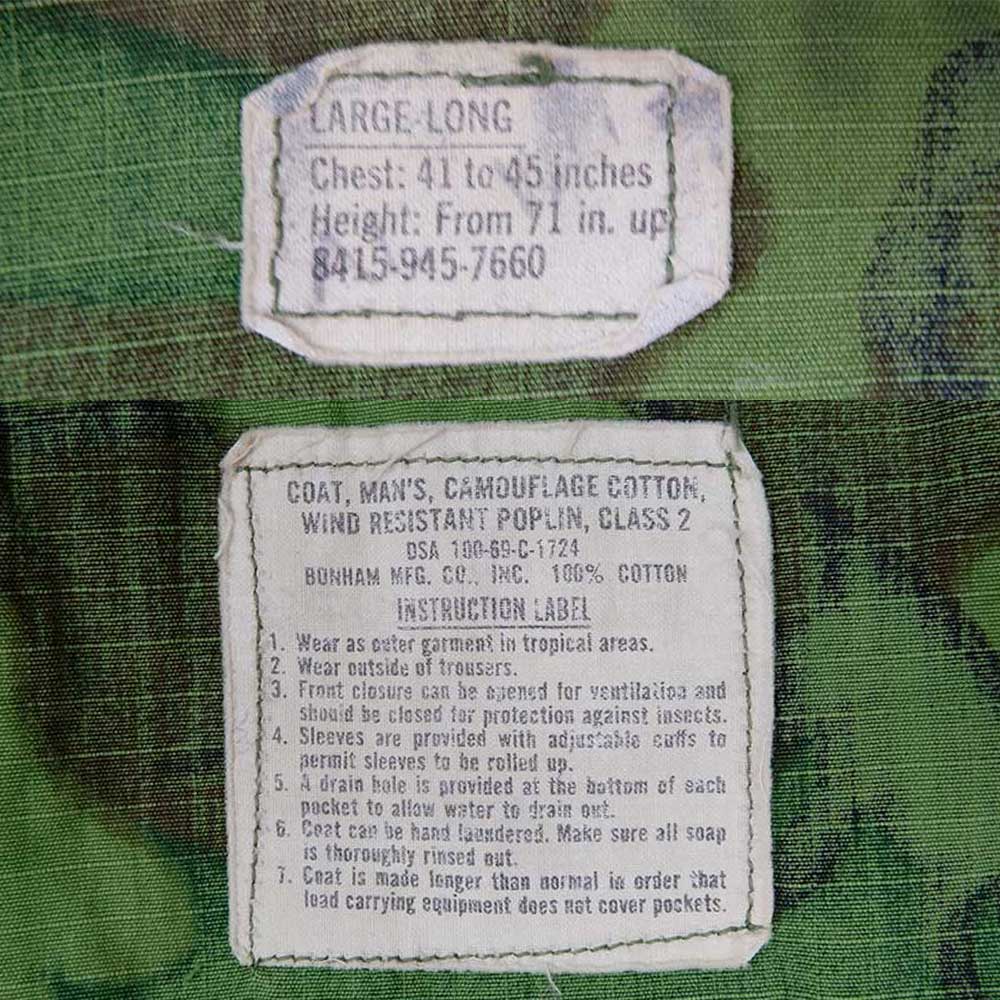 LARGE-LONG
Chest: 41 to 45 inches
Height: From 71 in. up
8415-945-7660
COAT, MAN'S, CAMOUFLAGE COTTON,
WIND RESISTANT POPLIN, CLASS 2
DSA 100-69-C-1724
BONHAM MFG. CO., INC. 100% COTTON
INSTRUCTION LABEL
1. Wear as outer garment in tropical areas.
2. Wear outside of trousers.
3. Front closure can be opened for ventilation and
should be closed for protection against insects.
4. Sleeves are provided with adjustable cuffs to
permit sleeves to be rolled up.
5. A drain hole is provided at the bottom of each
pocket to allow water to drain out.
6. Coat can be hand laundered. Make sure all soap
is thoroughly rinsed out.
7. Coat is made longer than normal in order that
load carrying equipment does not cover pockets.